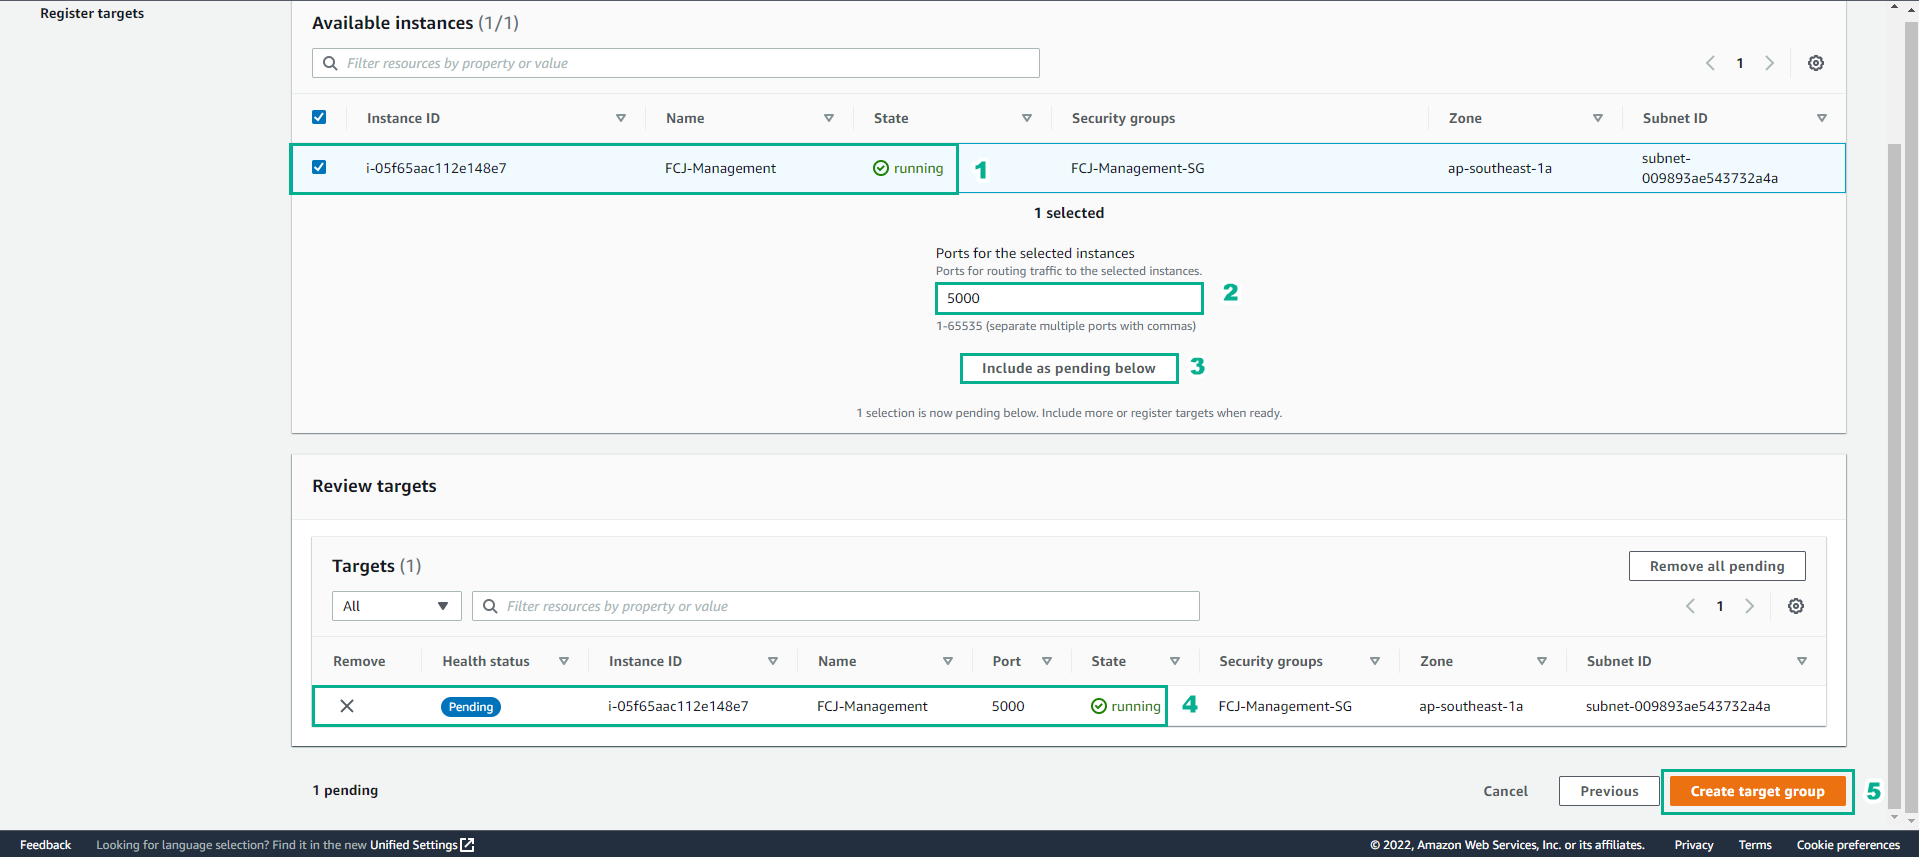 Register targets
Available instances (1/1)
Filter resources by property or value
1
Instance ID Name State Security groups Zone Subnet ID
i-05f65aac112e148e7 FCJ-Management running 1 FCJ-Management-SG ap-southeast-1a subnet-
009893ae543732a4a
1 selected
Ports for the selected instances
Ports for routing traffic to the selected instances.
5000 2
1-65535 (separate multiple ports with commas)
Include as pending below 3
1 selection is now pending below. Include more or register targets when ready.
Review targets
Targets (1) Remove all pending
All Filter resources by property or value 1
Remove Health status Instance ID Name Port State Security groups Zone Subnet ID
Pending i-05f65aac112e148e7 FCJ-Management 5000 running 4 FCJ-Management-SG ap-southeast-1a subnet-009893ae543732a4a
1 pending Cancel Previous Create target group 5
Feedback Looking for language selection? Find it in the new Unified Settings © 2022, Amazon Web Services, Inc. or its affiliates. Privacy Terms Cookie preferences